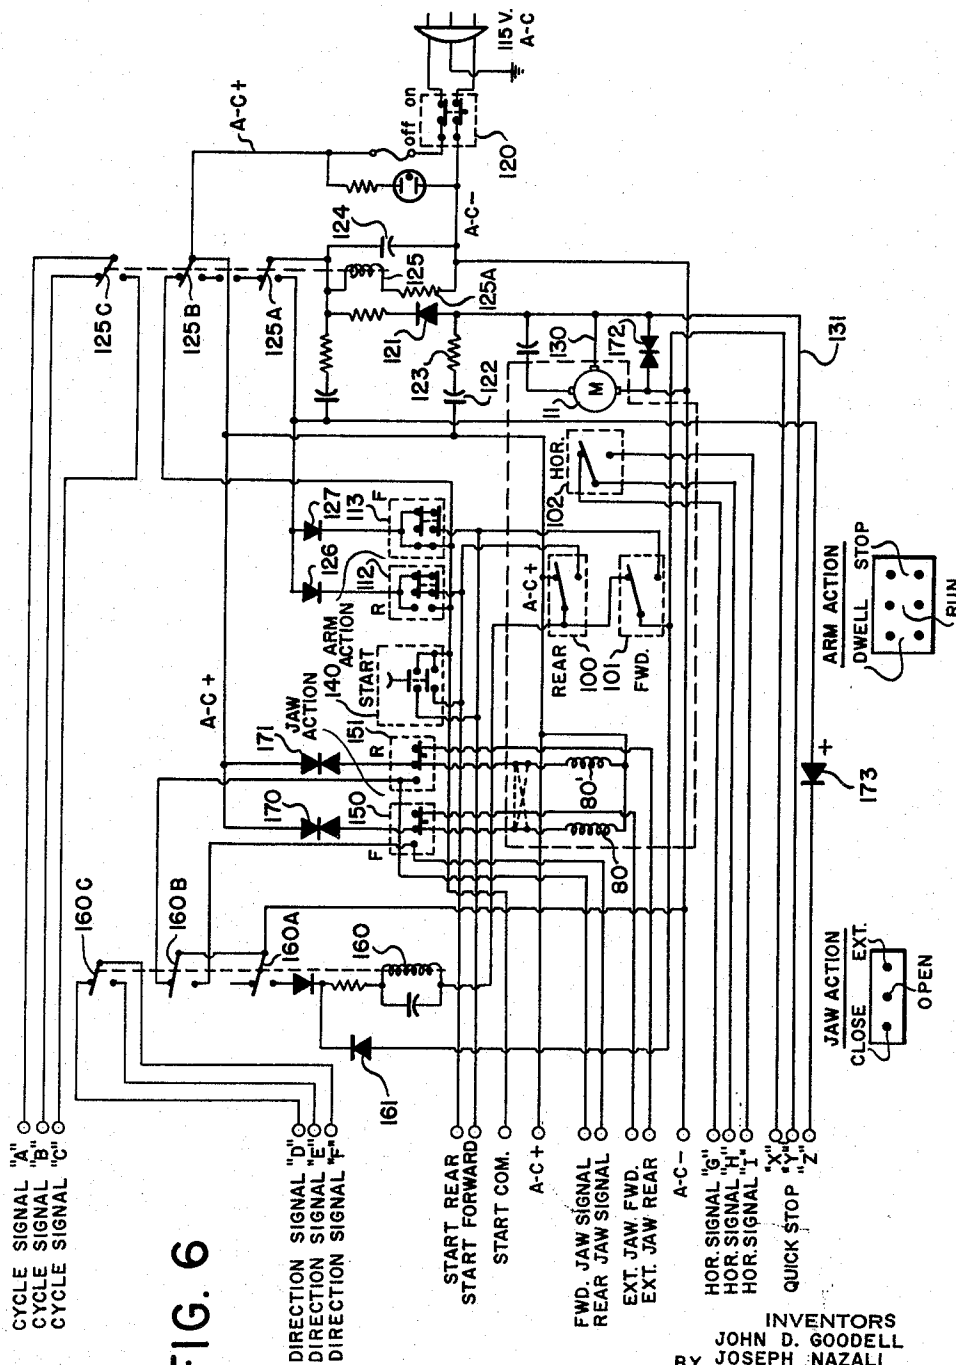 FIG. 6
CYCLE SIGNAL "A"
CYCLE SIGNAL "B"
CYCLE SIGNAL "C"
DIRECTION SIGNAL "D"
DIRECTION SIGNAL "E"
DIRECTION SIGNAL "F"
START REAR
START FORWARD
START COM.
A-C+
FWD. JAW SIGNAL
REAR JAW SIGNAL
EXT. JAW FWD.
EXT. JAW REAR
A-C-
HOR. SIGNAL "G"
HOR. SIGNAL "H"
HOR. SIGNAL "I"
QUICK STOP
"X"
"Y"
"Z"
160C
160B
160A
160
161
A-C+
170
171
JAW
ACTION
F
150
R
151
80
80'
START
140
ARM
ACTION
R
112
F
113
126
127
REAR
100
A-C+
101
FWD.
102
HOR.
125C
125B
125A
A-C+
124
125
125A
121
123
122
A-C-
off
on
120
115 V.
A-C
130
11
M
172
131
173
+
JAW ACTION
CLOSE
EXT.
OPEN
ARM ACTION
DWELL
STOP
RUN
INVENTORS
JOHN D. GOODELL
BY JOSEPH NAZALI